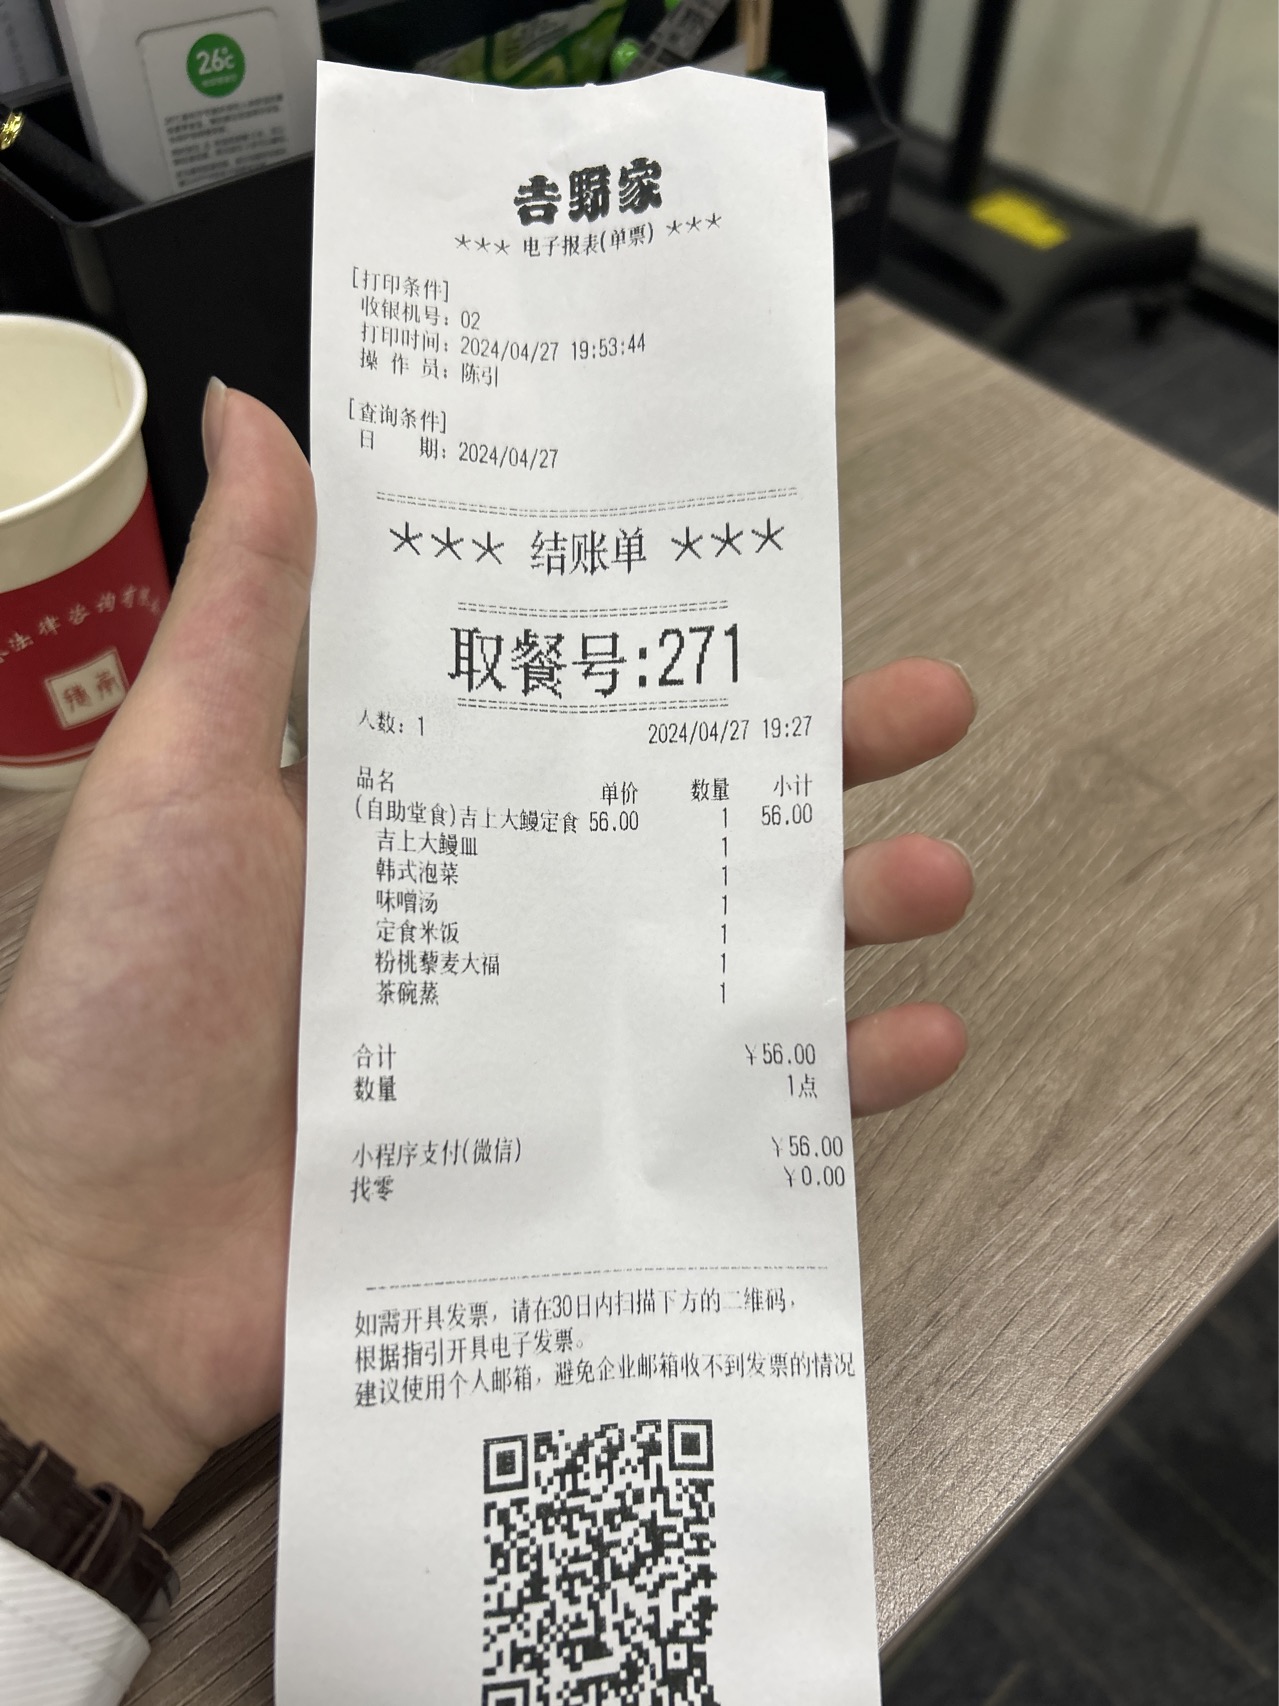 26℃
吉野家
*** 电子报表(单票) ***
[打印条件]
收银机号: 02
打印时间: 2024/04/27 19:53:44
操 作 员: 陈引
[查询条件]
日 期: 2024/04/27
*** 结账单 ***
取餐号:271
人数: 1 2024/04/27 19:27
品名 单价 数量 小计
(自助堂食)吉上大鳗定食 56.00 1 56.00
吉上大鳗皿 1
韩式泡菜 1
味噌汤 1
定食米饭 1
粉桃藜麦大福 1
茶碗蒸 1
合计 ¥56.00
数量 1点
小程序支付(微信) ¥56.00
找零 ¥0.00
如需开具发票, 请在30日内扫描下方的二维码,
根据指引开具电子发票。
建议使用个人邮箱, 避免企业邮箱收不到发票的情况
法律咨询有